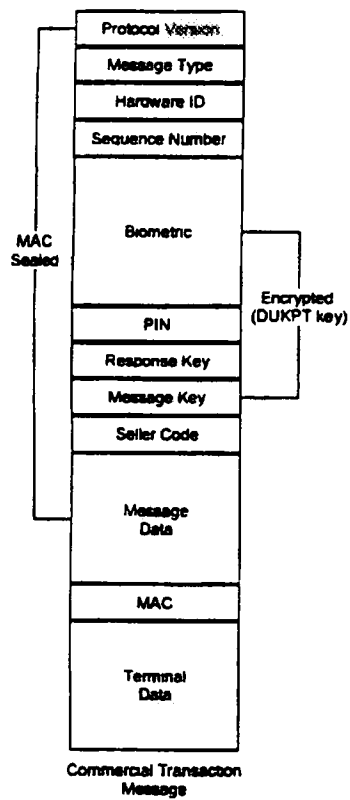 Protocol Version
Message Type
Hardware ID
Sequence Number
Biometric
MAC
Sealed
Encrypted
(DUKPT key)
PIN
Response Key
Message Key
Seller Code
Message
Data
MAC
Terminal
Data
Commercial Transaction
Message